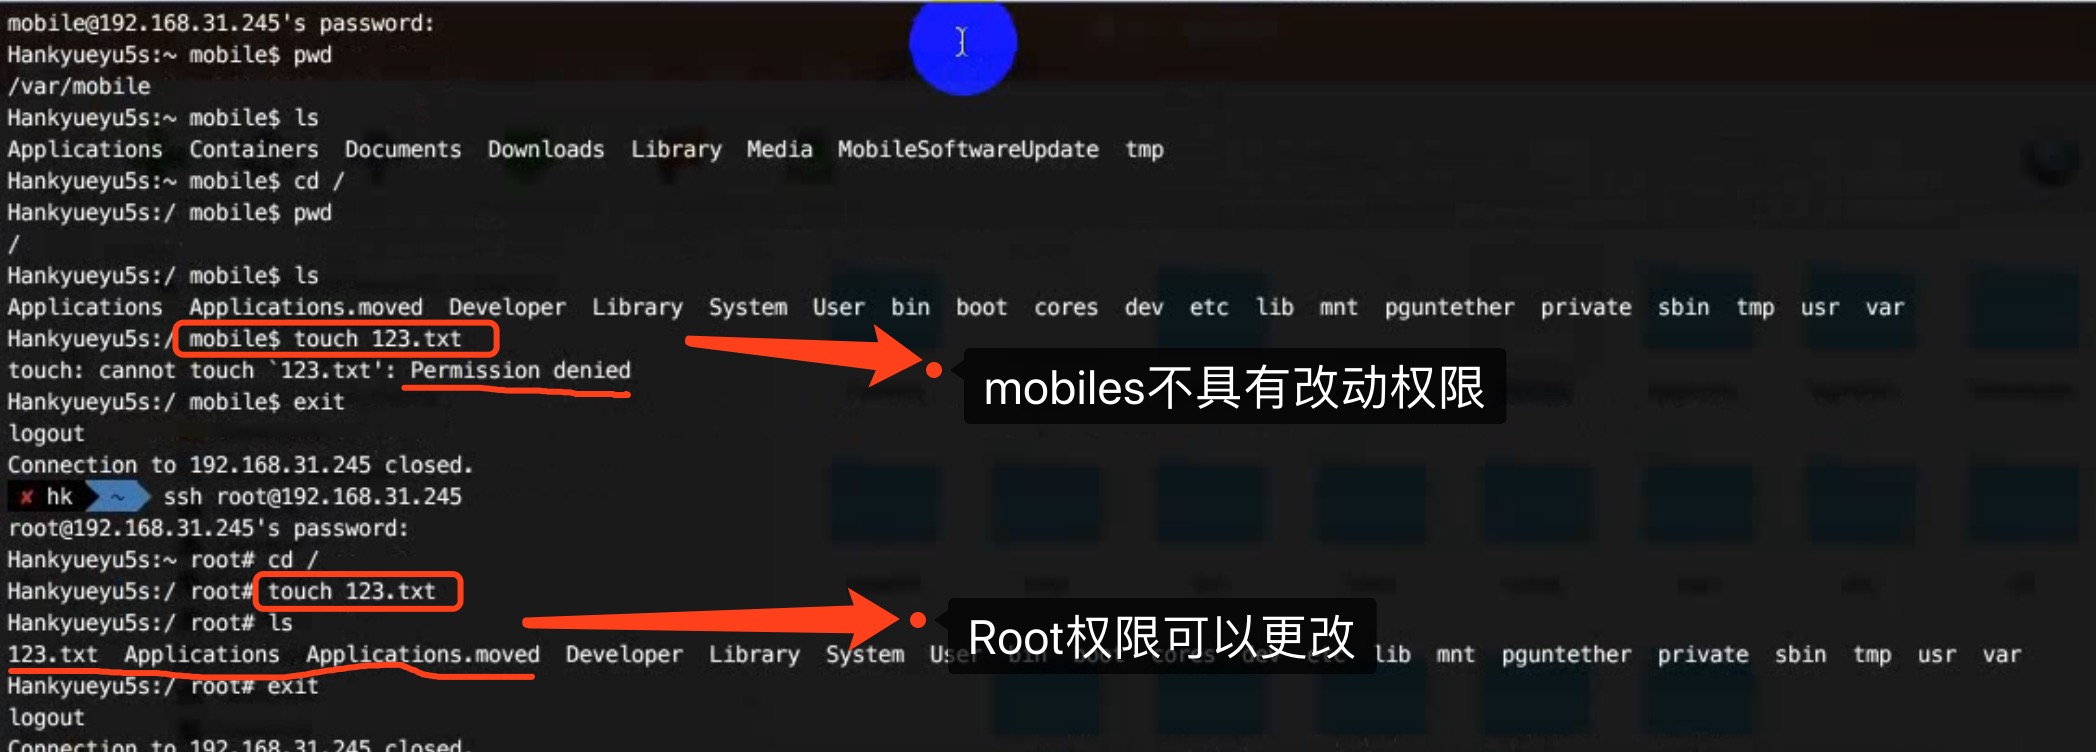 mobile@192.168.31.245's password:
Hankyueyu5s:~ mobile$ pwd
/var/mobile
Hankyueyu5s:~ mobile$ ls
Applications  Containers  Documents  Downloads  Library  Media  MobileSoftwareUpdate  tmp
Hankyueyu5s:~ mobile$ cd /
Hankyueyu5s:/ mobile$ pwd
/
Hankyueyu5s:/ mobile$ ls
Applications  Applications.moved  Developer  Library  System  User  bin  boot  cores  dev  etc  lib  mnt  pguntether  private  sbin  tmp  usr  var
Hankyueyu5s:/ mobile$ touch 123.txt
touch: cannot touch `123.txt': Permission denied
mobiles不具有改动权限
Hankyueyu5s:/ mobile$ exit
logout
Connection to 192.168.31.245 closed.
✘ hk ~ ssh root@192.168.31.245
root@192.168.31.245's password:
Hankyueyu5s:~ root# cd /
Hankyueyu5s:/ root# touch 123.txt
Hankyueyu5s:/ root# ls
Root权限可以更改
123.txt  Applications  Applications.moved  Developer  Library  System  User  bin  boot  cores  dev  etc  lib  mnt  pguntether  private  sbin  tmp  usr  var
Hankyueyu5s:/ root# exit
logout
Connection to 192.168.31.245 closed.